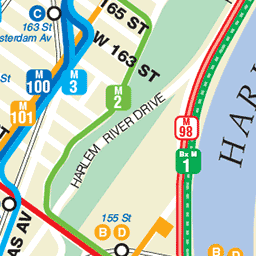 C 163 St
sterdam Av
165 ST
W 163 ST
M 100
M 3
M 2
M 101
HARLEM RIVER DRIVE
M 98
Bx M 1
HAR
H
AS AV
155 St
B D